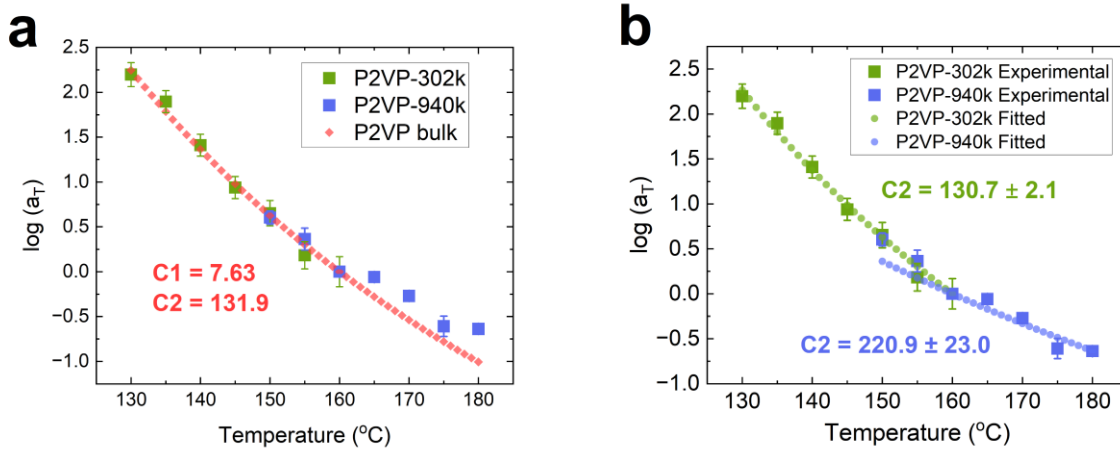 a
2.5
2.0
1.5
1.0
0.5
0.0
−0.5
−1.0
log (aT)
P2VP-302k
P2VP-940k
P2VP bulk
C1 = 7.63
C2 = 131.9
130 140 150 160 170 180
Temperature (°C)
b
2.5
2.0
1.5
1.0
0.5
0.0
−0.5
−1.0
log (aT)
P2VP-302k Experimental
P2VP-940k Experimental
P2VP-302k Fitted
P2VP-940k Fitted
C2 = 130.7 ± 2.1
C2 = 220.9 ± 23.0
130 140 150 160 170 180
Temperature (°C)